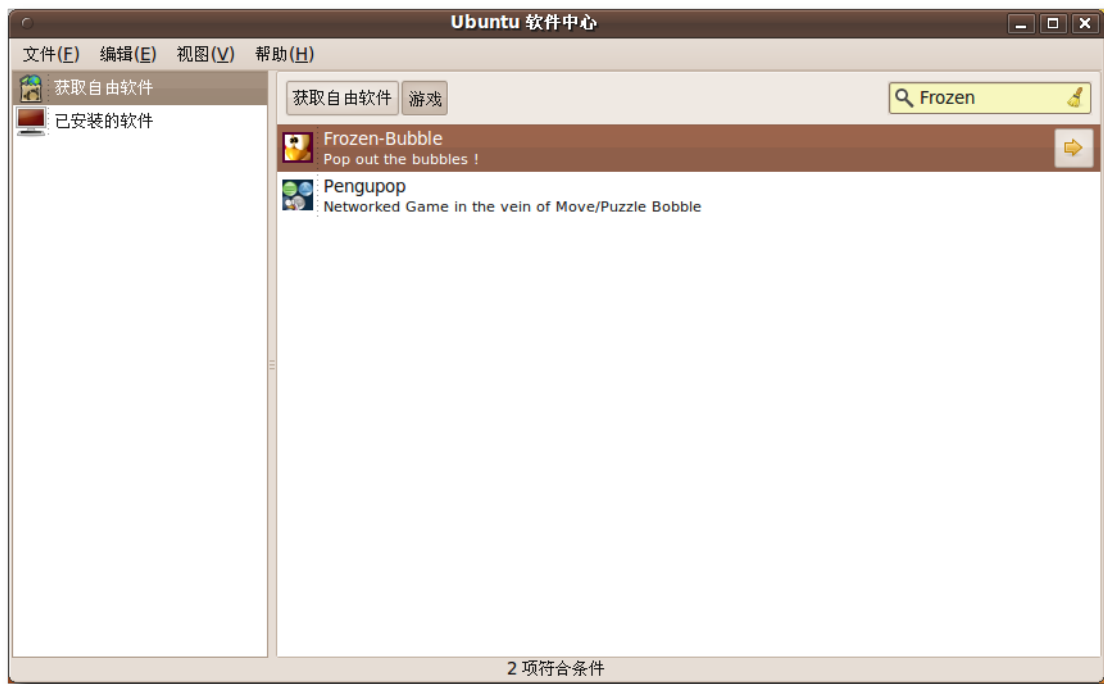 Ubuntu 软件中心
文件(F) 编辑(E) 视图(V) 帮助(H)
获取自由软件
已安装的软件
获取自由软件 游戏 Frozen
Frozen-Bubble
Pop out the bubbles !
Pengupop
Networked Game in the vein of Move/Puzzle Bobble
2 项符合条件